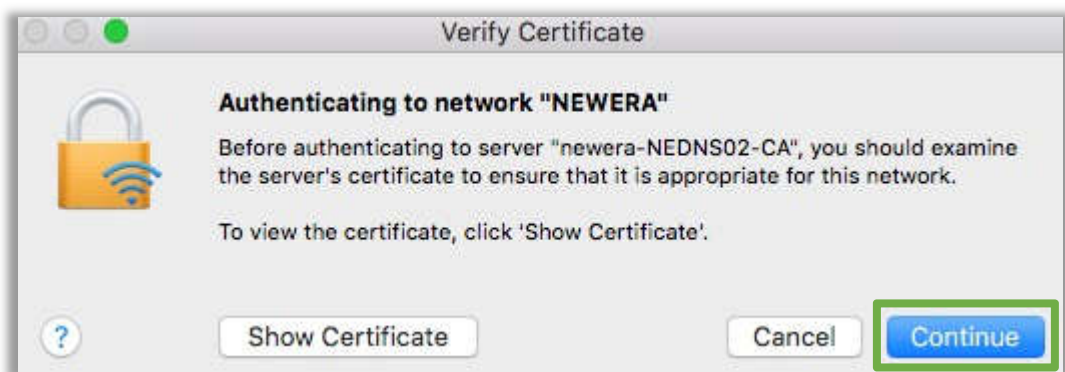 Verify Certificate
Authenticating to network "NEWERA"
Before authenticating to server "newera-NEDNS02-CA", you should examine
the server's certificate to ensure that it is appropriate for this network.
To view the certificate, click 'Show Certificate'.
? Show Certificate Cancel Continue